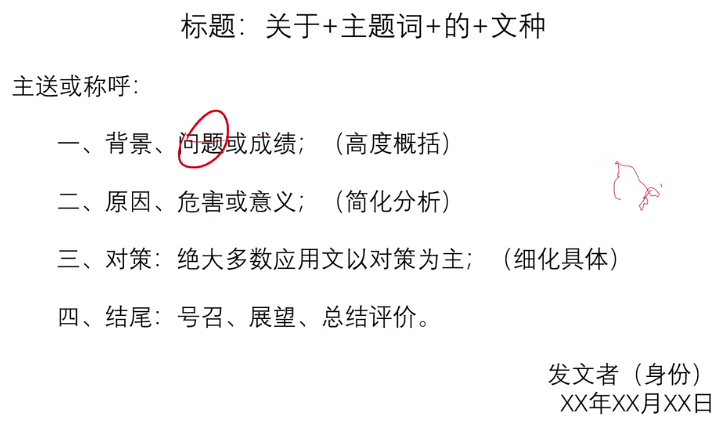 标题：关于+主题词+的+文种
主送或称呼：
一、背景、问题或成绩；（高度概括）
二、原因、危害或意义；（简化分析）
三、对策：绝大多数应用文以对策为主；（细化具体）
四、结尾：号召、展望、总结评价。
发文者（身份）
XX年XX月XX日